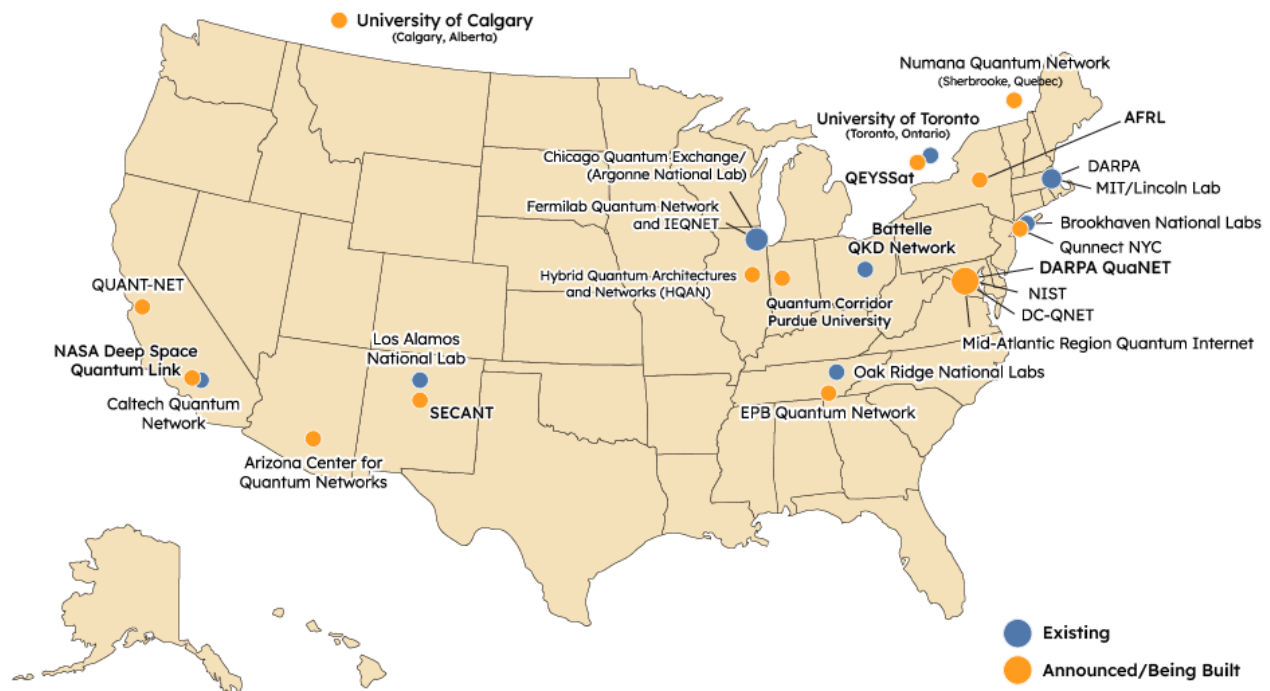 University of Calgary
(Calgary, Alberta)
Numana Quantum Network
(Sherbrooke, Quebec)
University of Toronto
(Toronto, Ontario)
AFRL
QEYSSat
DARPA
MIT/Lincoln Lab
Chicago Quantum Exchange/
(Argonne National Lab)
Fermilab Quantum Network
and IEQNET
Battelle
QKD Network
Brookhaven National Labs
Qunnect NYC
DARPA QuaNET
NIST
DC-QNET
Mid-Atlantic Region Quantum Internet
Hybrid Quantum Architectures
and Networks (HQAN)
Quantum Corridor
Purdue University
QUANT-NET
NASA Deep Space
Quantum Link
Caltech Quantum
Network
Los Alamos
National Lab
SECANT
Oak Ridge National Labs
EPB Quantum Network
Arizona Center for
Quantum Networks
Existing
Announced/Being Built